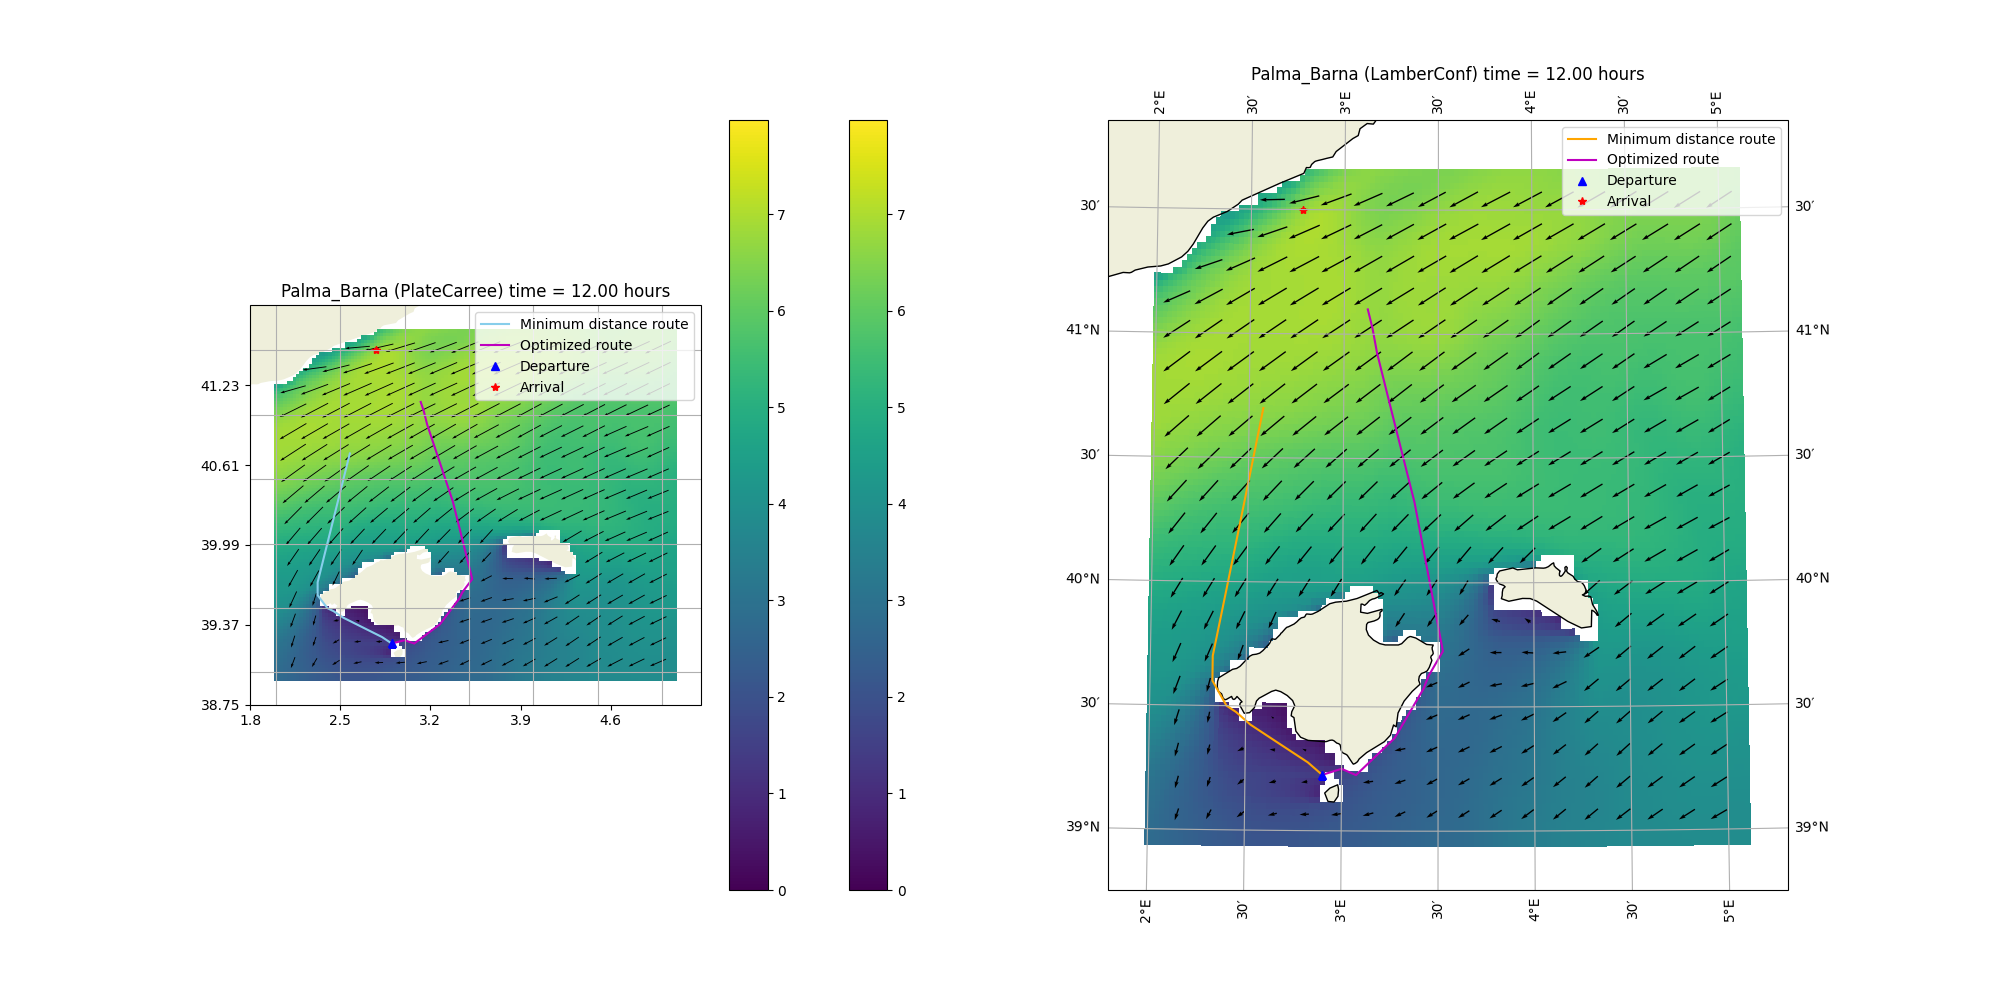 Palma_Barna (PlateCarree) time = 12.00 hours
Minimum distance route
Optimized route
Departure
Arrival
41.23
40.61
39.99
39.37
38.75
1.8 2.5 3.2 3.9 4.6
7
6
5
4
3
2
1
0
7
6
5
4
3
2
1
0
Palma_Barna (LamberConf) time = 12.00 hours
2°E 30′ 3°E 30′ 4°E 30′ 5°E
Minimum distance route
Optimized route
Departure
Arrival
30′ 30′
41°N 41°N
30′ 30′
40°N 40°N
30′ 30′
39°N 39°N
2°E 30′ 3°E 30′ 4°E 30′ 5°E